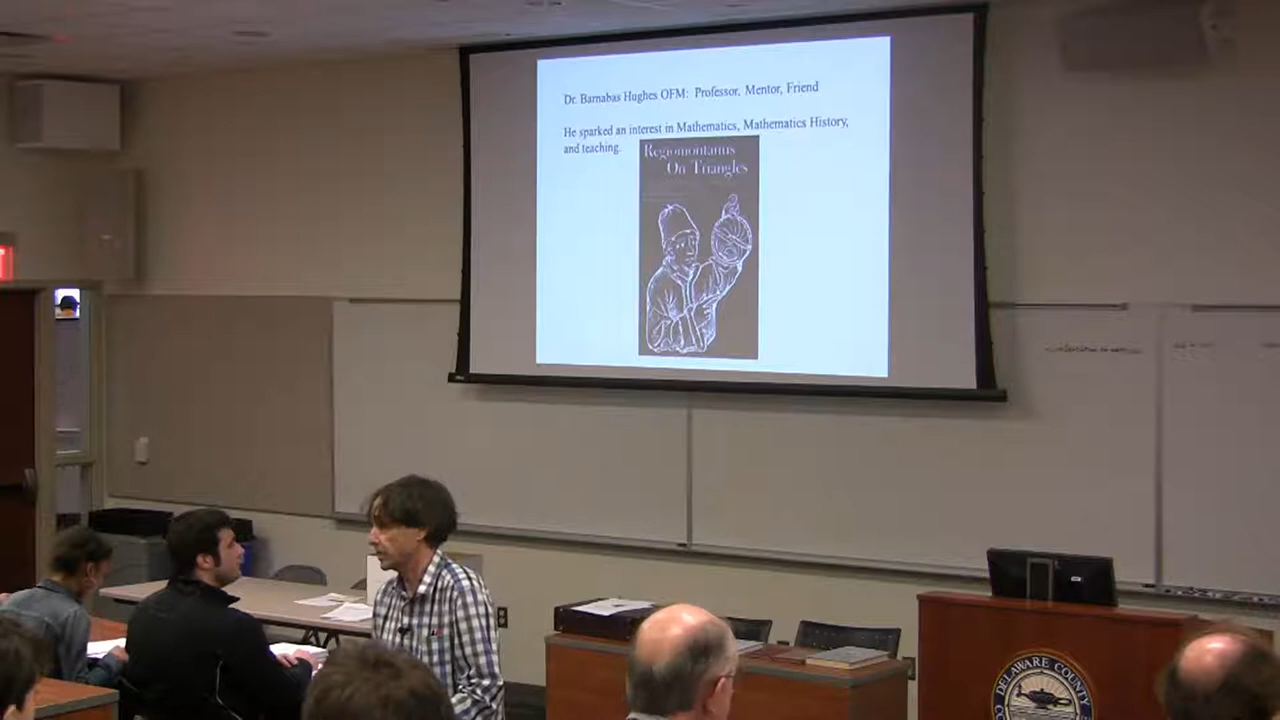 Dr. Barnabas Hughes OFM: Professor, Mentor, Friend
He sparked an interest in Mathematics, Mathematics History,
and teaching.
Regiomontanus
On Triangles
DELAWARE COUNTY